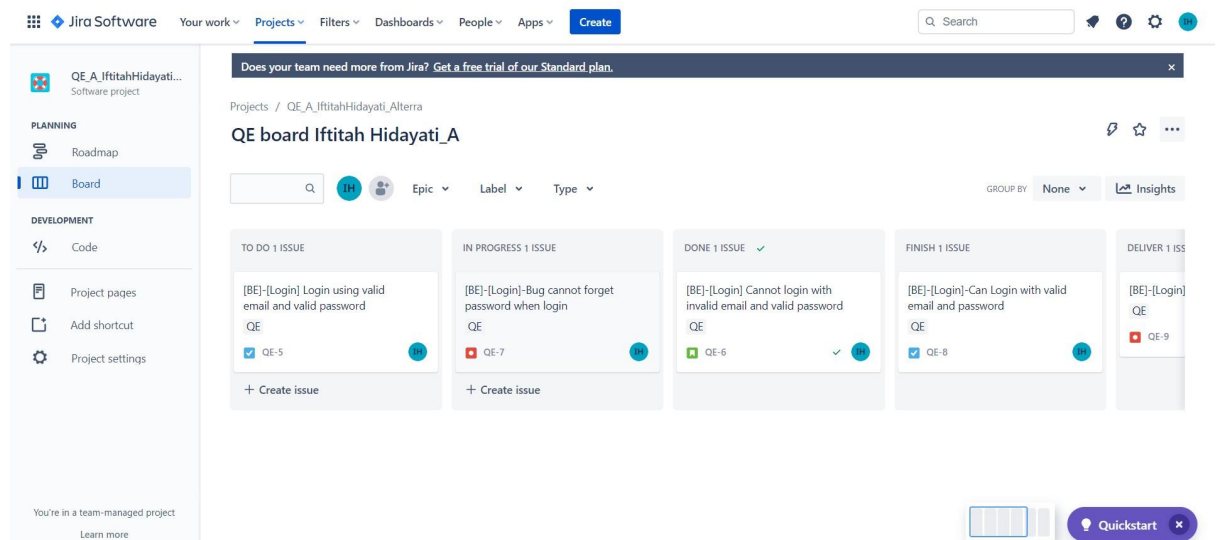 Jira Software Your work Projects Filters Dashboards People Apps Create Search IH
QE_A_IftitahHidayati...
Software project
PLANNING
Roadmap
Board
DEVELOPMENT
Code
Project pages
Add shortcut
Project settings
You're in a team-managed project
Learn more
Does your team need more from Jira? Get a free trial of our Standard plan.
Projects / QE_A_IftitahHidayati_Alterra
QE board Iftitah Hidayati_A
IH Epic Label Type GROUP BY None Insights
TO DO 1 ISSUE
[BE]-[Login] Login using valid
email and valid password
QE
QE-5 IH
+ Create issue
IN PROGRESS 1 ISSUE
[BE]-[Login]-Bug cannot forget
password when login
QE
QE-7 IH
+ Create issue
DONE 1 ISSUE
[BE]-[Login] Cannot login with
invalid email and valid password
QE
QE-6 IH
FINISH 1 ISSUE
[BE]-[Login]-Can Login with valid
email and password
QE
QE-8 IH
DELIVER 1 ISS
[BE]-[Login]
QE
QE-9
Quickstart